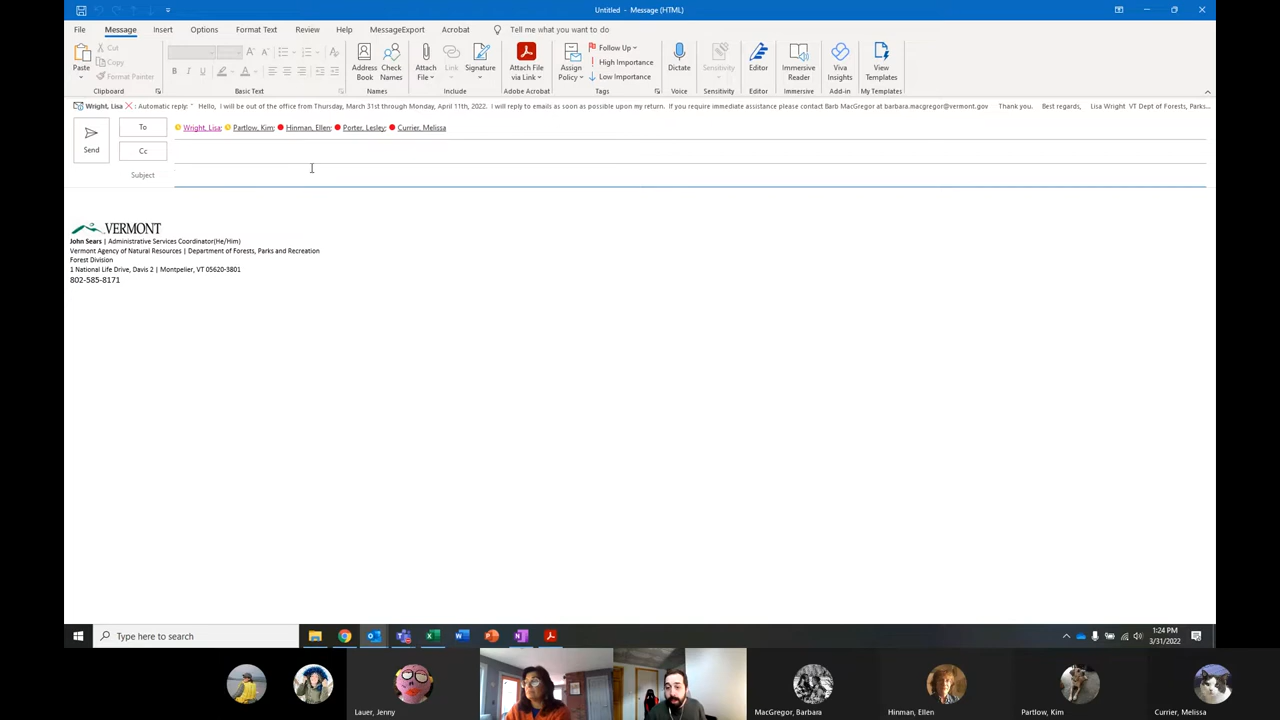 Untitled - Message (HTML)
File Message Insert Options Format Text Review Help MessageExport Acrobat Tell me what you want to do
Cut
Copy
Format Painter
Paste
Clipboard
B I U
A
Basic Text
Address Book
Check Names
Names
Attach File
Link
Signature
Include
Attach File via Link
Adobe Acrobat
Assign Policy
Follow Up
High Importance
Low Importance
Tags
Dictate
Voice
Sensitivity
Sensitivity
Editor
Editor
Immersive Reader
Immersive
Viva Insights
Add-in
View Templates
My Templates
Wright, Lisa : Automatic reply: " Hello, I will be out of the office from Thursday, March 31st through Monday, April 11th, 2022. I will reply to emails as soon as possible upon my return. If you require immediate assistance please contact Barb MacGregor at barbara.macgregor@vermont.gov Thank you. Best regards, Lisa Wright VT Dept of Forests, Parks...
Send
To
Wright, Lisa; Partlow, Kim; Hinman, Ellen; Porter, Lesley; Currier, Melissa
Cc
Subject
VERMONT
John Sears | Administrative Services Coordinator(He/Him)
Vermont Agency of Natural Resources | Department of Forests, Parks and Recreation
Forest Division
1 National Life Drive, Davis 2 | Montpelier, VT 05620-3801
802-585-8171
Type here to search
1:24 PM
3/31/2022
Lauer, Jenny
MacGregor, Barbara
Hinman, Ellen
Partlow, Kim
Currier, Melissa